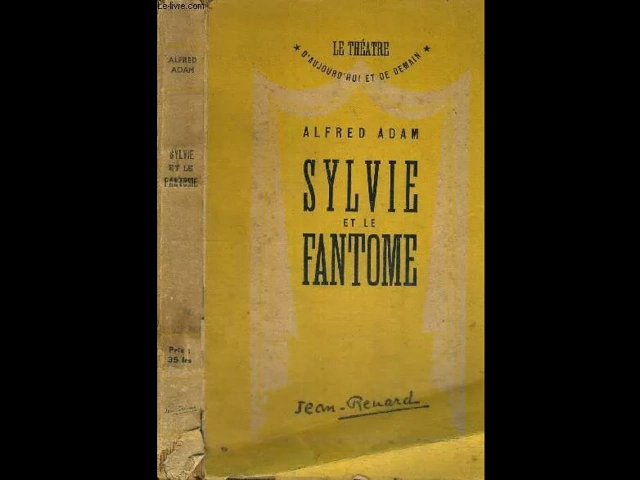 Le-livre.com
ALFRED
ADAM
SYLVIE
ET LE
FANTOME
Prix :
35 frs
LE THÉATRE
★ D'AUJOURD'HUI ET DE DEMAIN ★
ALFRED ADAM
SYLVIE
ET LE
FANTOME
Jean-Renard